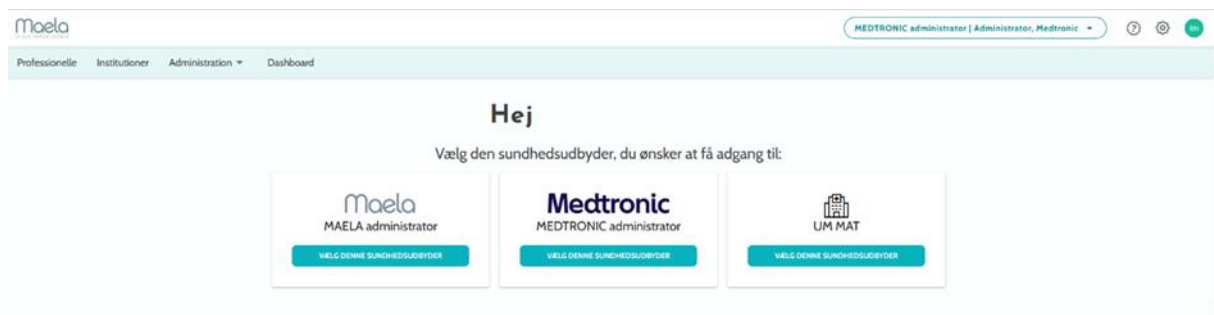 Maela
MEDTRONIC administrator | Administrator, Medtronic
Professionelle Institutioner Administration Dashboard
Hej
Vælg den sundhedsudbyder, du ønsker at få adgang til:
Maela Medtronic
MAELA administrator MEDTRONIC administrator UM MAT
VÆLG DENNE SUNDHEDSUDBYDER VÆLG DENNE SUNDHEDSUDBYDER VÆLG DENNE SUNDHEDSUDBYDER